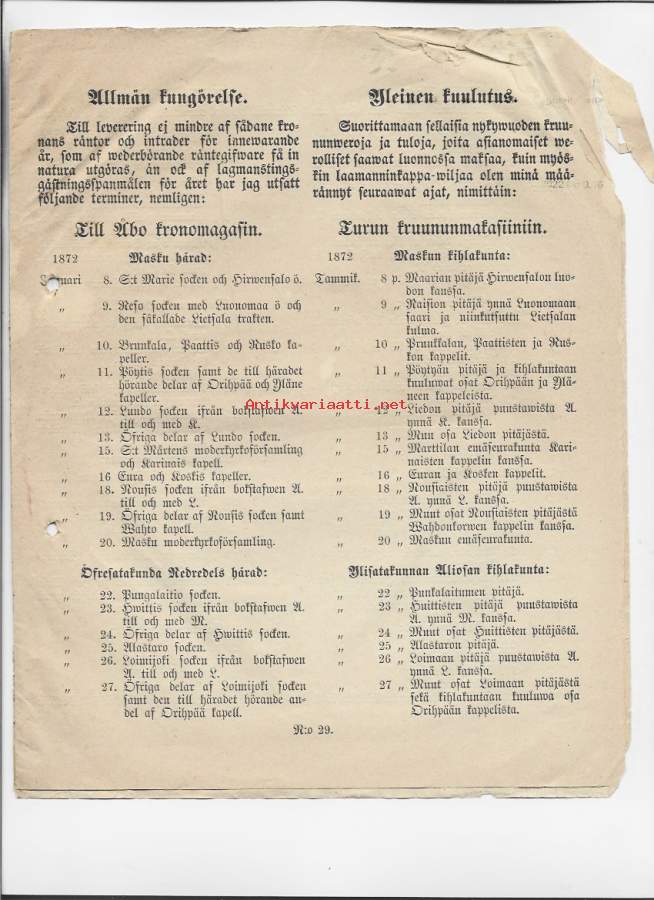 Allmän kungörelse.
Till leverering ej mindre af sådane kro-
nans räntor och intrader för innewarande
år, som af wederbörande räntegifware få in
natura utgöras, än ock af lagmanstings-
gästningsspanmålen för året har jag utsatt
följande terminer, nemligen:
Till Åbo kronomagasin.
1872 Masku härad:
8. S:t Marie socken och Hirwensalo ö.
„ 9. Reso socken med Luonomaa ö och
den såkallade Lietsala trakten.
„ 10. Brunkala, Paattis och Rusko ka-
peller.
„ 11. Pöytis socken samt de till häradet
hörande delar af Orihpää och Yläne
kapeller.
„ 12. Lundo socken ifrån bokstafwen A.
till och med K.
„ 13. Öfriga delar af Lundo socken.
„ 15. S:t Mårtens moderkyrkoförsamling
och Karinais kapell.
„ 16 Eura och Koskis kapeller.
„ 18. Nousis socken ifrån bokstafwen A.
till och med L.
„ 19. Öfriga delar af Nousis socken samt
Wahto kapell.
„ 20. Masku moderkyrkoförsamling.
Öfresatakunda Nedredels härad:
„ 22. Pungalaitio socken.
„ 23. Hwittis socken ifrån bokstafwen A.
till och med M.
„ 24. Öfriga delar af Hwittis socken.
„ 25. Alastaro socken.
„ 26. Loimijoki socken ifrån bokstafwen
A. till och med L.
„ 27. Öfriga delar af Loimijoki socken
samt den till häradet hörande an-
del af Orihpää kapell.
Yleinen kuulutus.
Suorittamaan sellaisia nykywuoden kruu-
nunweroja ja tuloja, joita asianomaiset we-
rolliset saawat luonnossa maksaa, kuin myös-
kin laamanninkappa-wiljaa olen minä mää-
rännyt seuraawat ajat, nimittäin:
Turun kruununmakasiiniin.
1872 Maskun kihlakunta:
Tammik. 8 p. Maarian pitäjä Hirwensalon luo-
don kanssa.
„ 9 „ Raision pitäjä ynnä Luonomaan
saari ja niinkutsuttu Lietsalan
kulma.
„ 10 „ Prunkkalan, Paattisten ja Rus-
kon kappelit.
„ 11 „ Pöytyän pitäjä ja kihlakuntaan
kuuluwat osat Orihpään ja Ylä-
neen kappeleista.
„ 12 „ Liedon pitäjä puustawista A.
ynnä K. kanssa.
„ 13 „ Muu osa Liedon pitäjästä.
„ 15 „ Marttilan emäseurakunta Kari-
naisten kappelin kanssa.
„ 16 „ Euran ja Kosken kappelit.
„ 18 „ Nousiaisten pitäjä puustawista
A. ynnä L. kanssa.
„ 19 „ Muut osat Nousiaisten pitäjästä
Wahdonkorwen kappelin kanssa.
„ 20 „ Maskun emäseurakunta.
Ylisatakunnan Aliosan kihlakunta:
„ 22 „ Punkalaitumen pitäjä.
„ 23 „ Huittisten pitäjä puustawista
A. ynnä M. kanssa.
„ 24 „ Muut osat Huittisten pitäjästä.
„ 25 „ Alastaron pitäjä.
„ 26 „ Loimaan pitäjä puustawista A.
ynnä L. kanssa.
„ 27 „ Muut osat Loimaan pitäjästä
sekä kihlakuntaan kuuluwa osa
Orihpään kappelista.
N:o 29.
Antikvariaatti.net